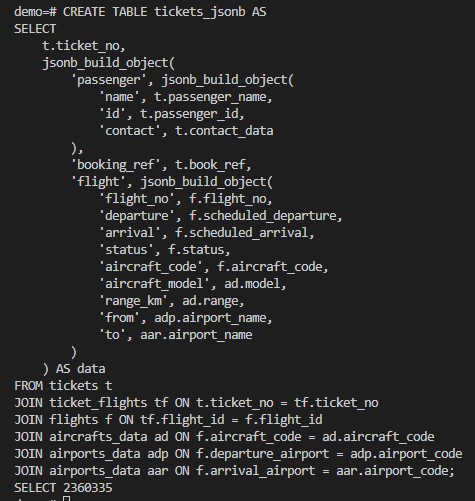 demo=# CREATE TABLE tickets_jsonb AS
SELECT
    t.ticket_no,
    jsonb_build_object(
        'passenger', jsonb_build_object(
            'name', t.passenger_name,
            'id', t.passenger_id,
            'contact', t.contact_data
        ),
        'booking_ref', t.book_ref,
        'flight', jsonb_build_object(
            'flight_no', f.flight_no,
            'departure', f.scheduled_departure,
            'arrival', f.scheduled_arrival,
            'status', f.status,
            'aircraft_code', f.aircraft_code,
            'aircraft_model', ad.model,
            'range_km', ad.range,
            'from', adp.airport_name,
            'to', aar.airport_name
        )
    ) AS data
FROM tickets t
JOIN ticket_flights tf ON t.ticket_no = tf.ticket_no
JOIN flights f ON tf.flight_id = f.flight_id
JOIN aircrafts_data ad ON f.aircraft_code = ad.aircraft_code
JOIN airports_data adp ON f.departure_airport = adp.airport_code
JOIN airports_data aar ON f.arrival_airport = aar.airport_code;
SELECT 2360335